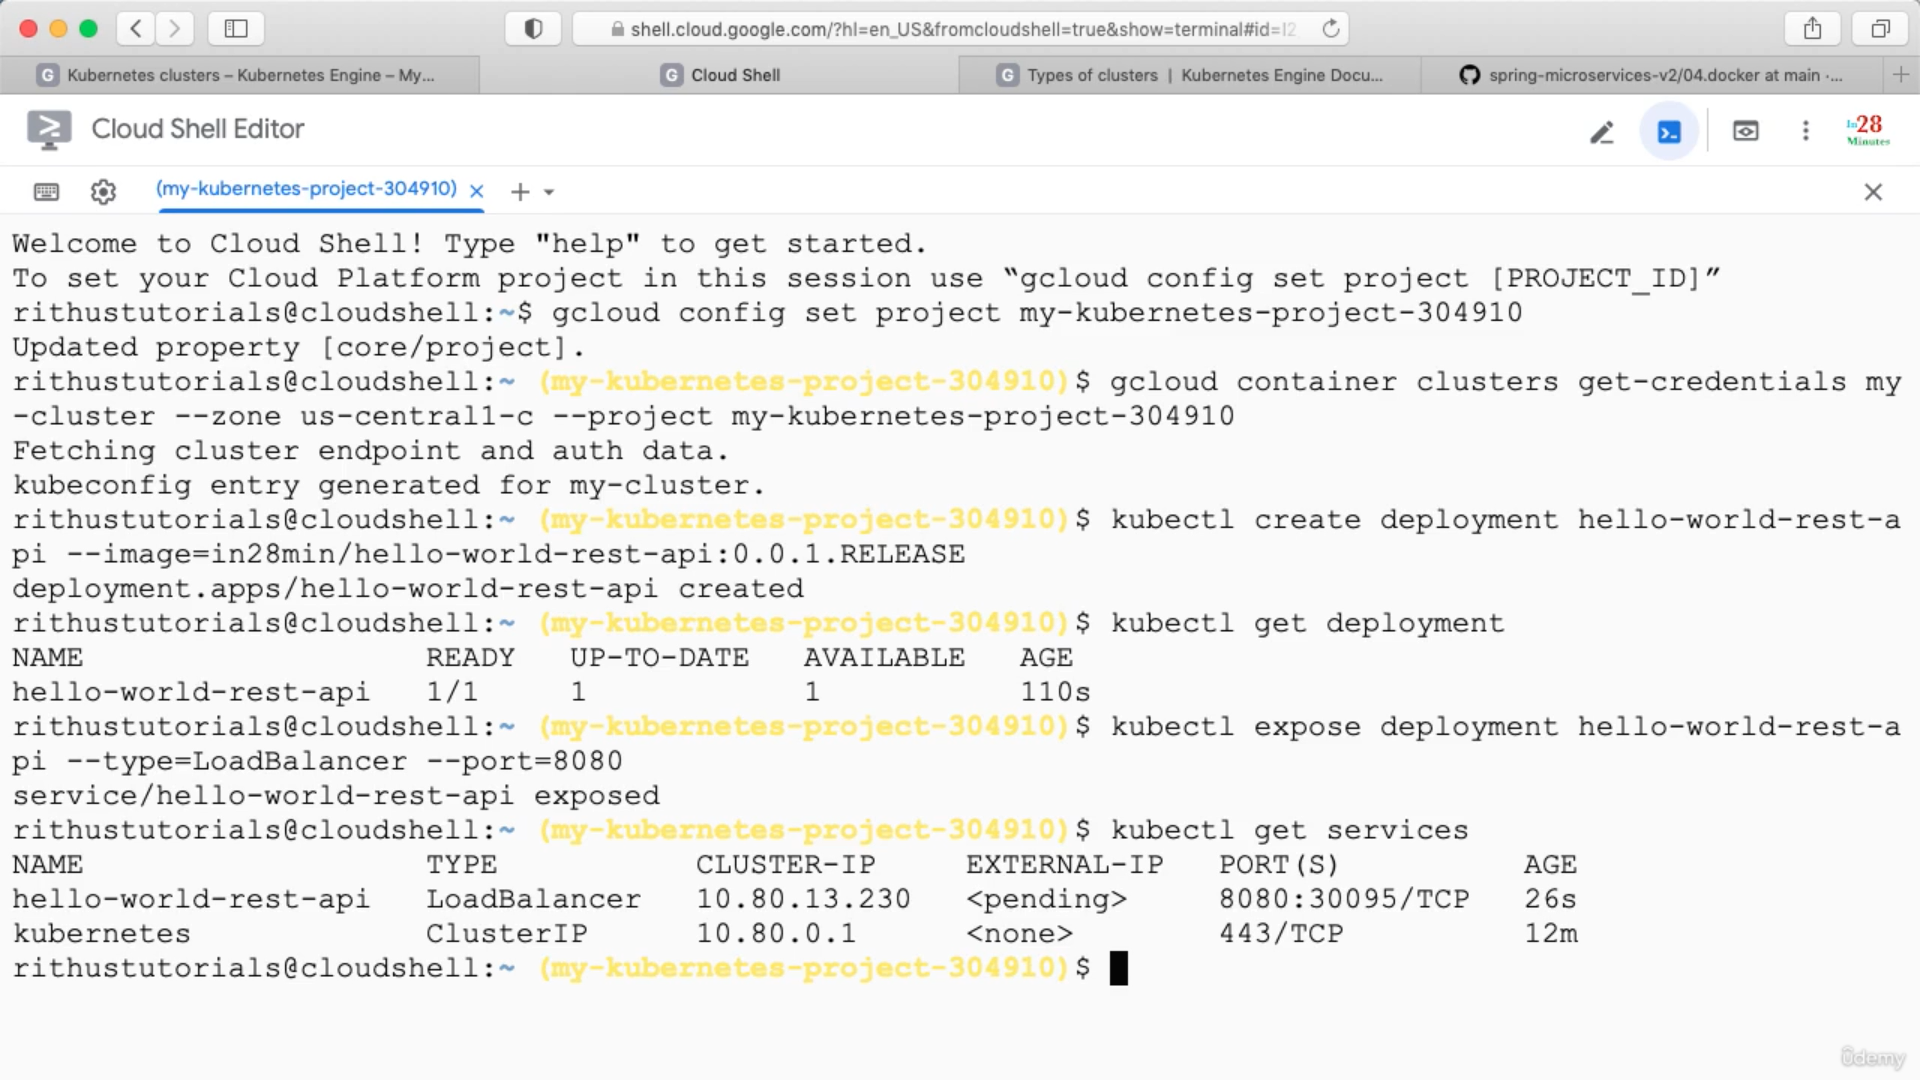 shell.cloud.google.com/?hl=en_US&fromcloudshell=true&show=terminal#id=I2
Kubernetes clusters – Kubernetes Engine – My...
Cloud Shell
Types of clusters | Kubernetes Engine Docu...
spring-microservices-v2/04.docker at main ·...
Cloud Shell Editor
In28
Minutes
(my-kubernetes-project-304910)
Welcome to Cloud Shell! Type "help" to get started.
To set your Cloud Platform project in this session use “gcloud config set project [PROJECT_ID]”
rithustutorials@cloudshell:~$ gcloud config set project my-kubernetes-project-304910
Updated property [core/project].
rithustutorials@cloudshell:~ (my-kubernetes-project-304910)$ gcloud container clusters get-credentials my
-cluster --zone us-central1-c --project my-kubernetes-project-304910
Fetching cluster endpoint and auth data.
kubeconfig entry generated for my-cluster.
rithustutorials@cloudshell:~ (my-kubernetes-project-304910)$ kubectl create deployment hello-world-rest-a
pi --image=in28min/hello-world-rest-api:0.0.1.RELEASE
deployment.apps/hello-world-rest-api created
rithustutorials@cloudshell:~ (my-kubernetes-project-304910)$ kubectl get deployment
NAME READY UP-TO-DATE AVAILABLE AGE
hello-world-rest-api 1/1 1 1 110s
rithustutorials@cloudshell:~ (my-kubernetes-project-304910)$ kubectl expose deployment hello-world-rest-a
pi --type=LoadBalancer --port=8080
service/hello-world-rest-api exposed
rithustutorials@cloudshell:~ (my-kubernetes-project-304910)$ kubectl get services
NAME TYPE CLUSTER-IP EXTERNAL-IP PORT(S) AGE
hello-world-rest-api LoadBalancer 10.80.13.230 <pending> 8080:30095/TCP 26s
kubernetes ClusterIP 10.80.0.1 <none> 443/TCP 12m
rithustutorials@cloudshell:~ (my-kubernetes-project-304910)$
ûdemy